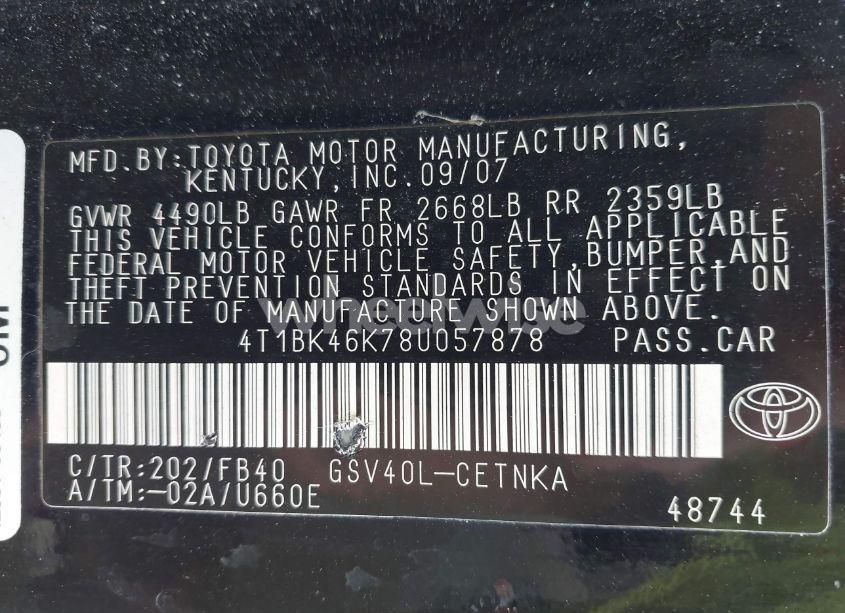 MFD.BY:TOYOTA MOTOR MANUFACTURING,
KENTUCKY,INC.09/07
GVWR 4490LB GAWR FR 2668LB RR 2359LB
THIS VEHICLE CONFORMS TO ALL APPLICABLE
FEDERAL MOTOR VEHICLE SAFETY,BUMPER,AND
THEFT PREVENTION STANDARDS IN EFFECT ON
THE DATE OF MANUFACTURE SHOWN ABOVE.
4T1BK46K78U057878 PASS.CAR
C/TR:202/FB40 GSV40L-CETNKA
A/TM:-02A/U660E
48744